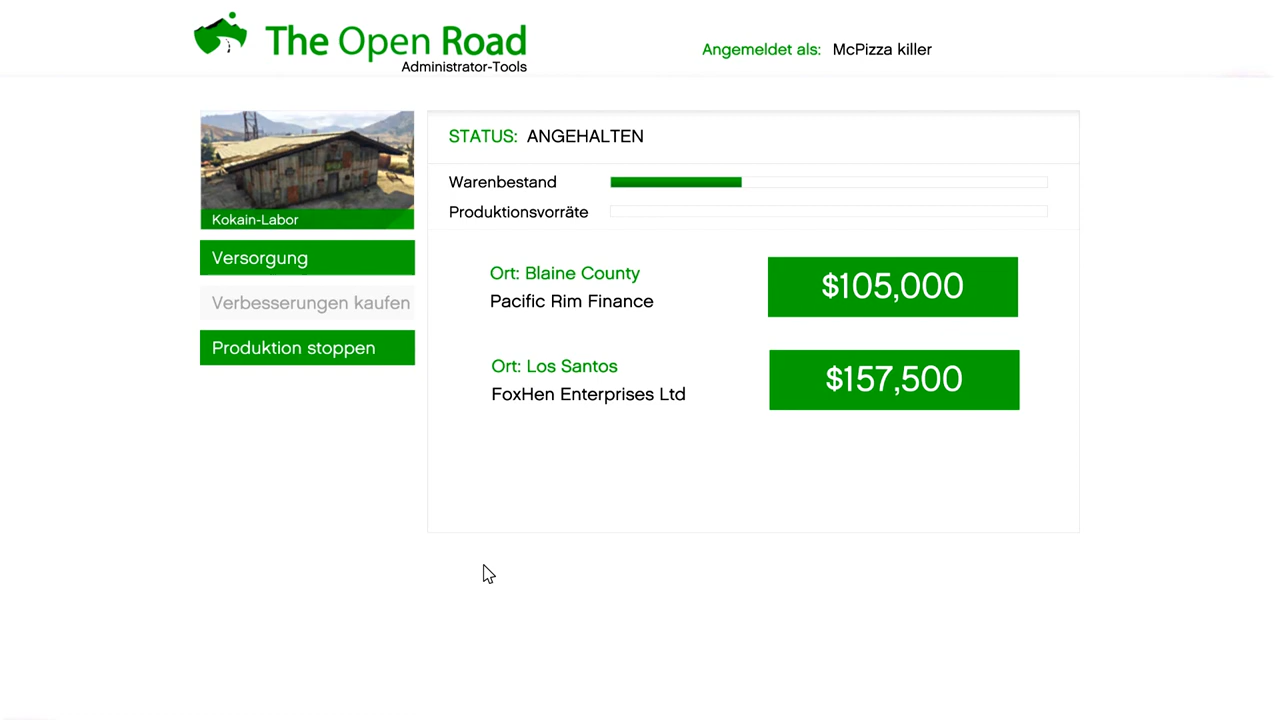 The Open Road
Administrator-Tools
Angemeldet als: McPizza killer
Kokain-Labor
Versorgung
Verbesserungen kaufen
Produktion stoppen
STATUS: ANGEHALTEN
Warenbestand
Produktionsvorräte
Ort: Blaine County
Pacific Rim Finance
$105,000
Ort: Los Santos
FoxHen Enterprises Ltd
$157,500